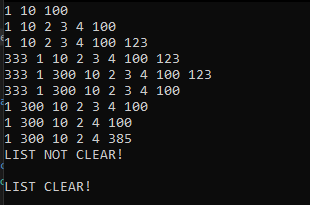 1 10 100
1 10 2 3 4 100
1 10 2 3 4 100 123
333 1 10 2 3 4 100 123
333 1 300 10 2 3 4 100 123
333 1 300 10 2 3 4 100
1 300 10 2 3 4 100
1 300 10 2 4 100
1 300 10 2 4 385
LIST NOT CLEAR!
LIST CLEAR!